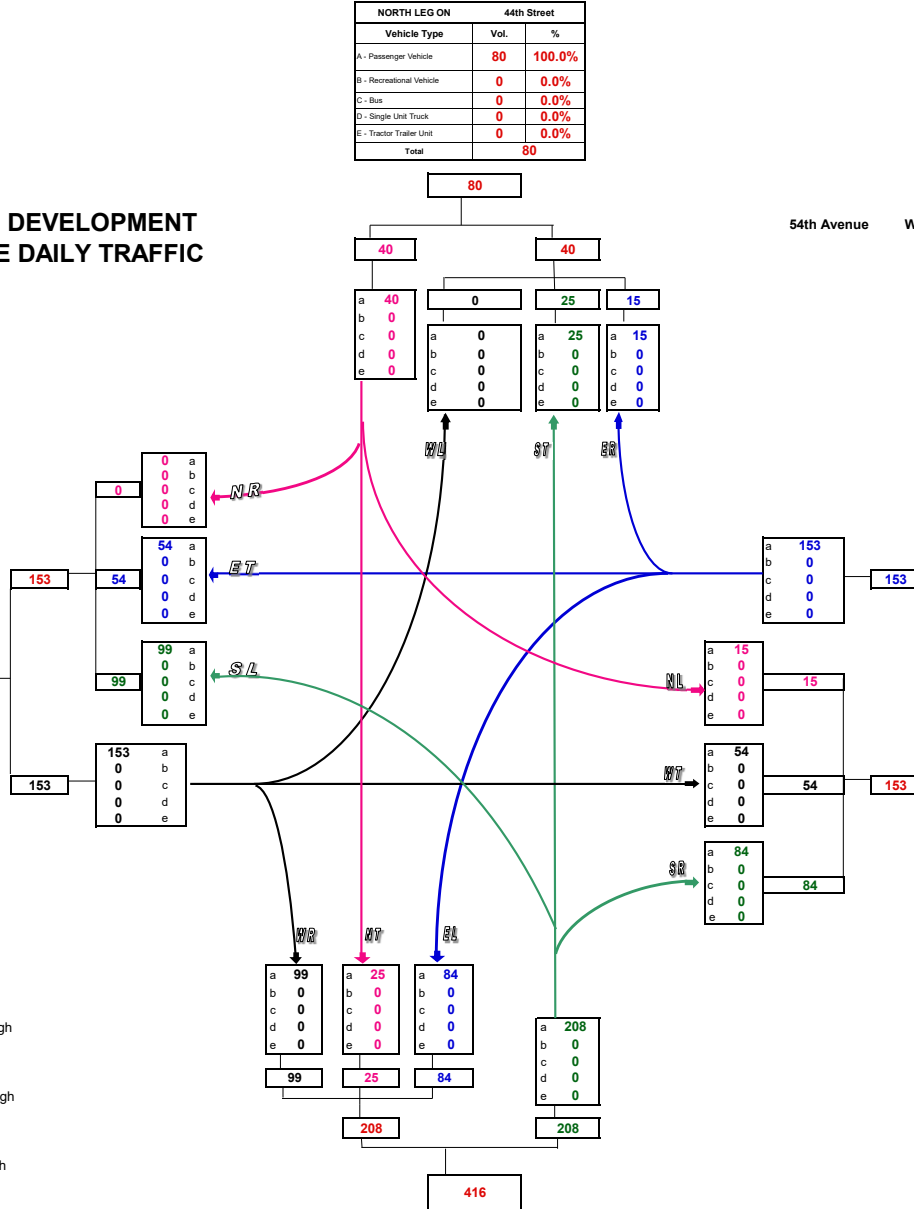 NORTH LEG ON 44th Street
Vehicle Type Vol. %
A - Passenger Vehicle 80 100.0%
B - Recreational Vehicle 0 0.0%
C - Bus 0 0.0%
D - Single Unit Truck 0 0.0%
E - Tractor Trailer Unit 0 0.0%
Total 80
80
DEVELOPMENT
E DAILY TRAFFIC
54th Avenue W
40 40
0 25 15
a 40
b 0
c 0
d 0
e 0
a 0
b 0
c 0
d 0
e 0
a 25
b 0
c 0
d 0
e 0
a 15
b 0
c 0
d 0
e 0
WL ST ER
0
0 a
0 b
0 c
0 d
0 e
NR
153
54
54 a
0 b
0 c
0 d
0 e
ET
a 153
b 0
c 0
d 0
e 0
153
99
99 a
0 b
0 c
0 d
0 e
SL
NL
a 15
b 0
c 0
d 0
e 0
15
153
153 a
0 b
0 c
0 d
0 e
WT
a 54
b 0
c 0
d 0
e 0
54
153
SR
a 84
b 0
c 0
d 0
e 0
84
WR NT EL
a 99
b 0
c 0
d 0
e 0
a 25
b 0
c 0
d 0
e 0
a 84
b 0
c 0
d 0
e 0
a 208
b 0
c 0
d 0
e 0
gh
99 25 84
gh
208 208
h
416